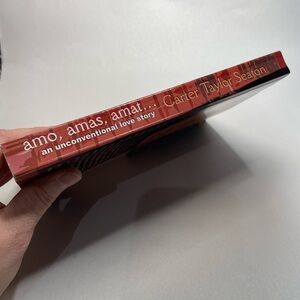 amo, amas, amat... Carter Taylor Seaton
an unconventional love story